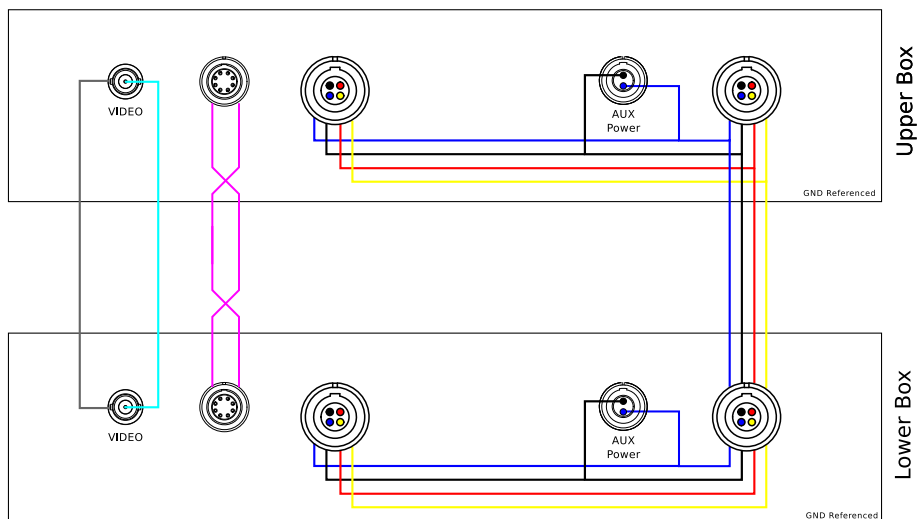 VIDEO
AUX
Power
Upper Box
GND Referenced
VIDEO
AUX
Power
Lower Box
GND Referenced